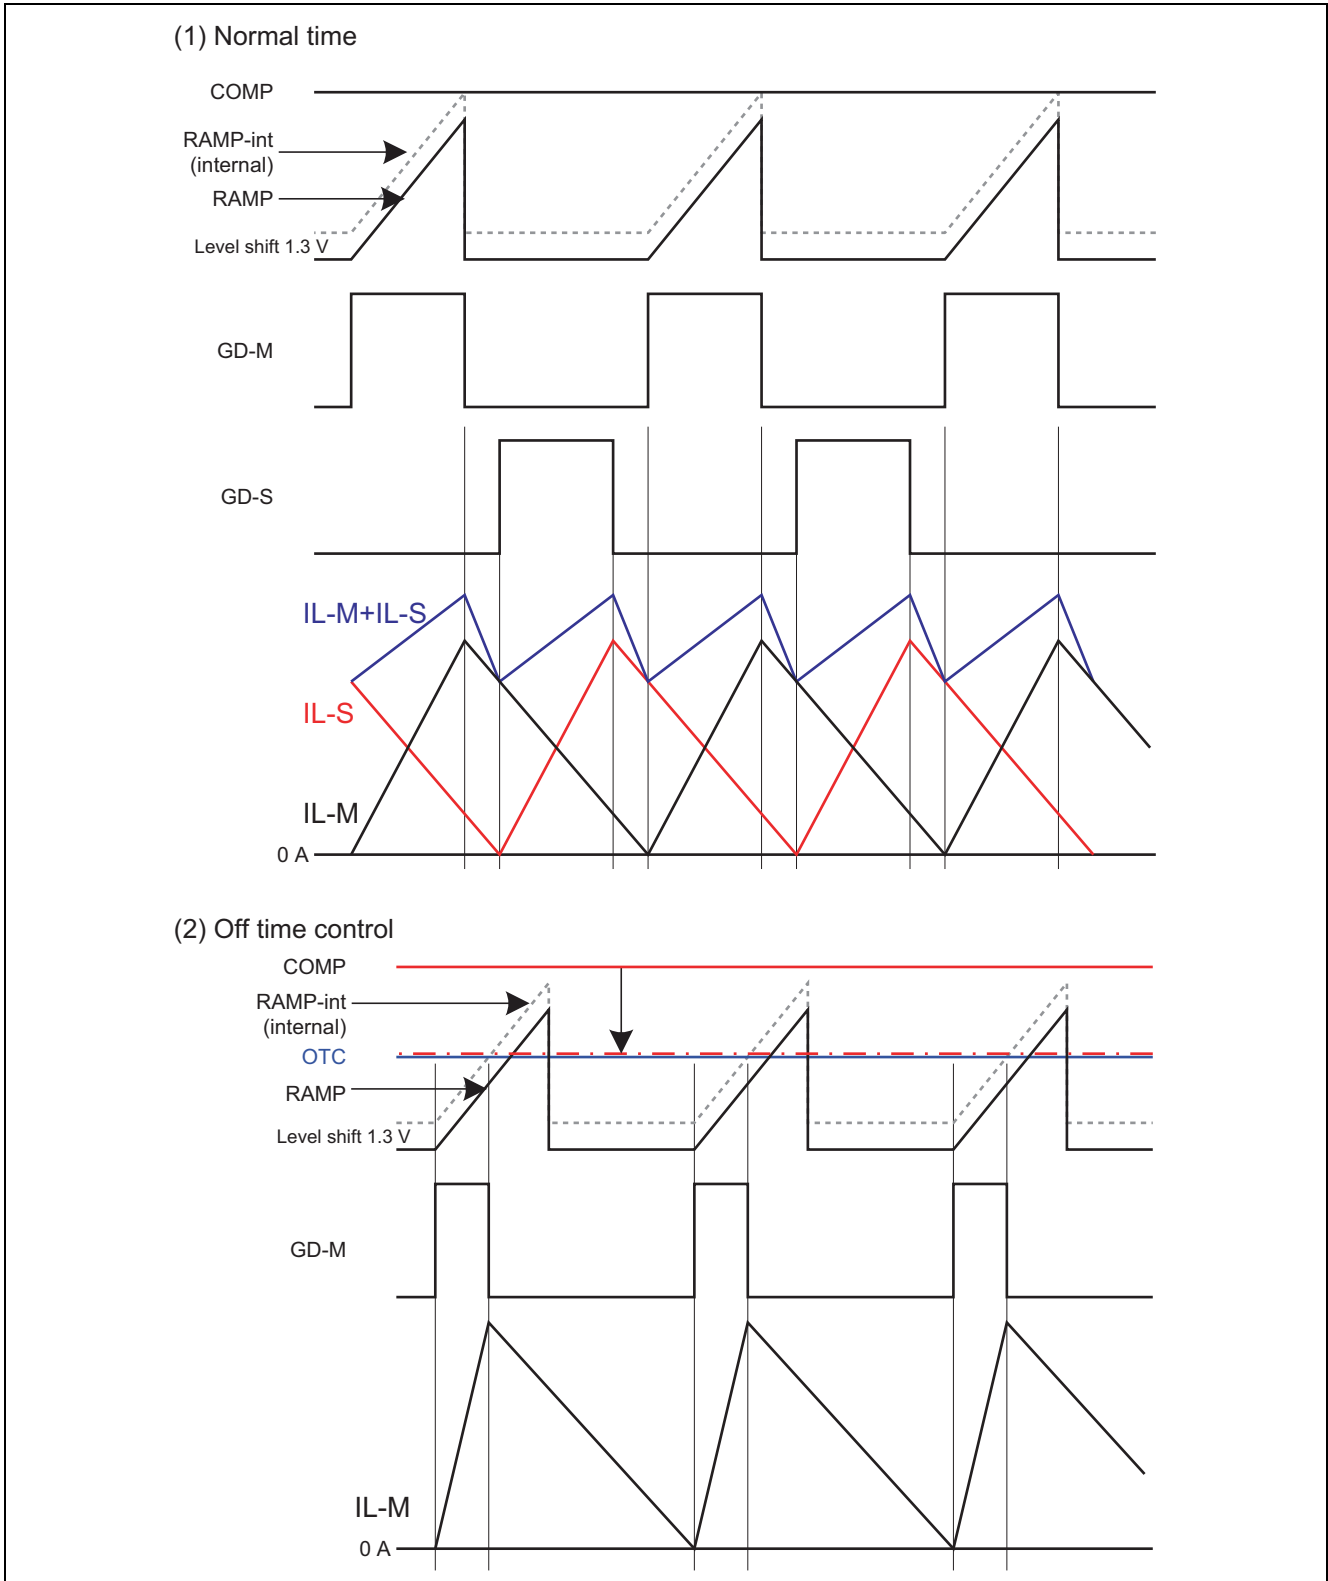 (1) Normal time
COMP
RAMP-int
(internal)
RAMP
Level shift 1.3 V
GD-M
GD-S
IL-M+IL-S
IL-S
IL-M
0 A
(2) Off time control
COMP
RAMP-int
(internal)
OTC
RAMP
Level shift 1.3 V
GD-M
IL-M
0 A